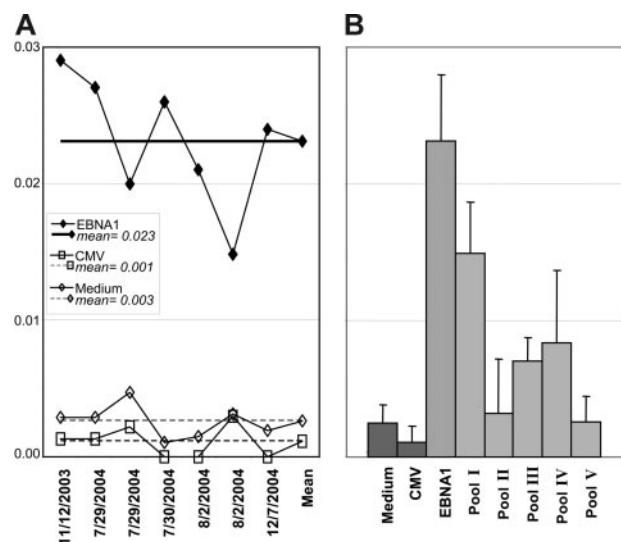 A
B
0.03
0.02
0.01
0.00
EBNA1
mean= 0.023
CMV
mean= 0.001
Medium
mean= 0.003
11/12/2003
7/29/2004
7/29/2004
7/30/2004
8/2/2004
8/2/2004
12/7/2004
Mean
Medium
CMV
EBNA1
Pool I
Pool II
Pool III
Pool IV
Pool V